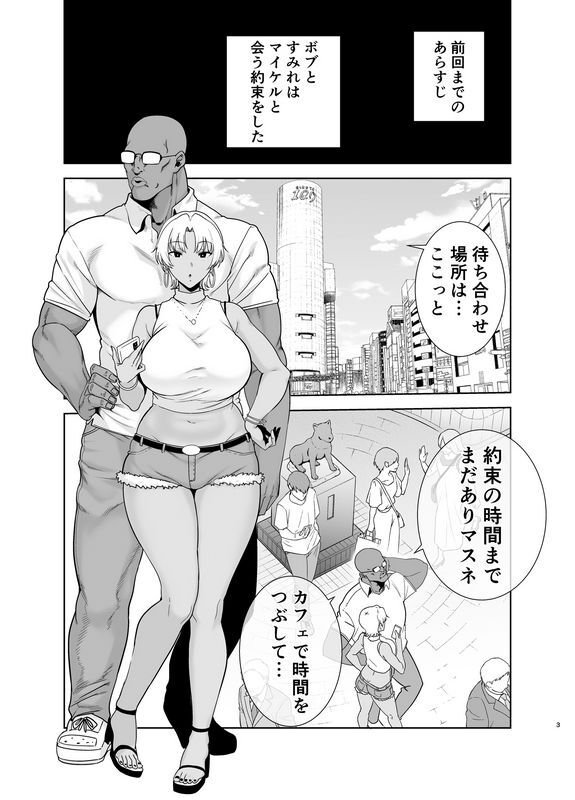 前回までの
あらすじ
ボブと
すみれは
マイケルと
会う約束をした
待ち合わせ
場所は…
ここっと
約束の時間まで
まだありマスネ
カフェで時間を
つぶして…
3